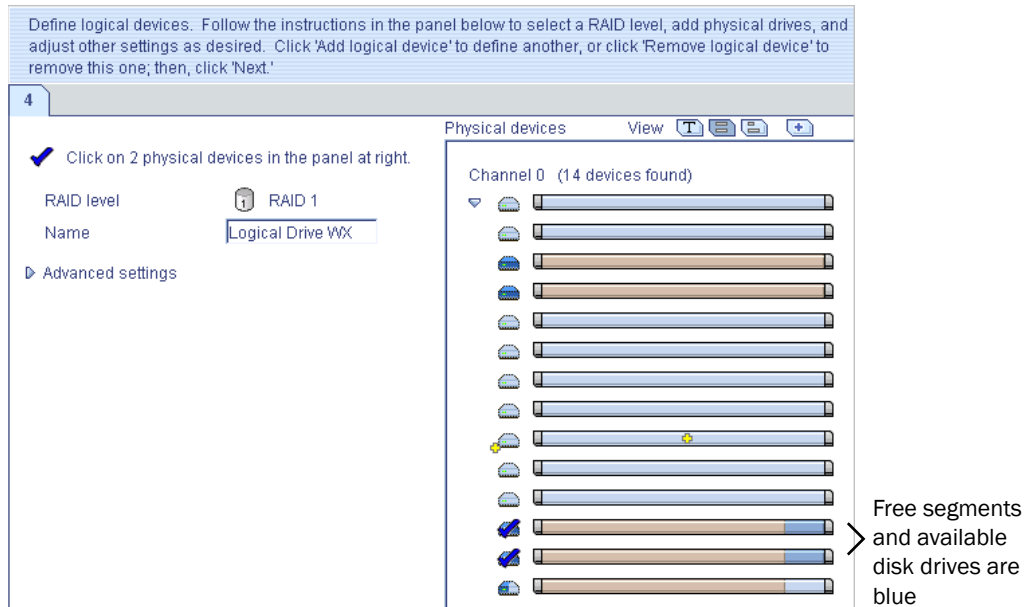 Define logical devices. Follow the instructions in the panel below to select a RAID level, add physical drives, and
adjust other settings as desired. Click 'Add logical device' to define another, or click 'Remove logical device' to
remove this one; then, click 'Next.'
4
Physical devices View T
Click on 2 physical devices in the panel at right.
Channel 0 (14 devices found)
RAID level 1 RAID 1
Name Logical Drive WX
Advanced settings
Free segments
and available
disk drives are
blue